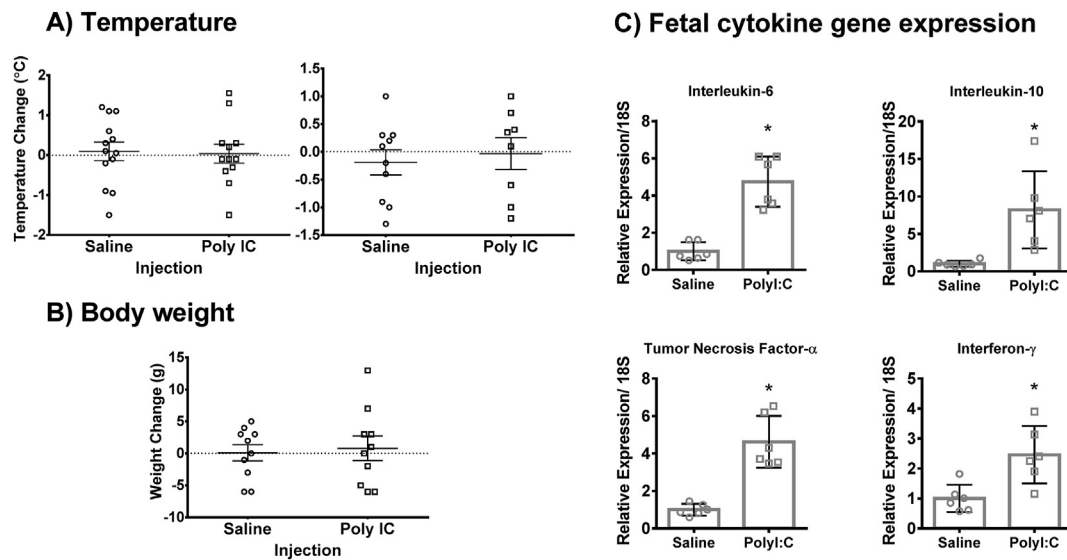 A) Temperature
Temperature Change (°C)
2
1
0
-1
-2
Saline
Poly IC
Injection
1.5
1.0
0.5
0.0
-0.5
-1.0
-1.5
Saline
Poly IC
Injection
B) Body weight
Weight Change (g)
15
10
5
0
-5
-10
Saline
Poly IC
Injection
C) Fetal cytokine gene expression
Interleukin-6
Relative Expression/18S
8
6
4
2
0
*
Saline
PolyI:C
Interleukin-10
Relative Expression/18S
20
15
10
5
0
*
Saline
PolyI:C
Tumor Necrosis Factor-α
Relative Expression/ 18S
8
6
4
2
0
*
Saline
PolyI:C
Interferon-γ
Relative Expression/ 18S
5
4
3
2
1
0
*
Saline
PolyI:C